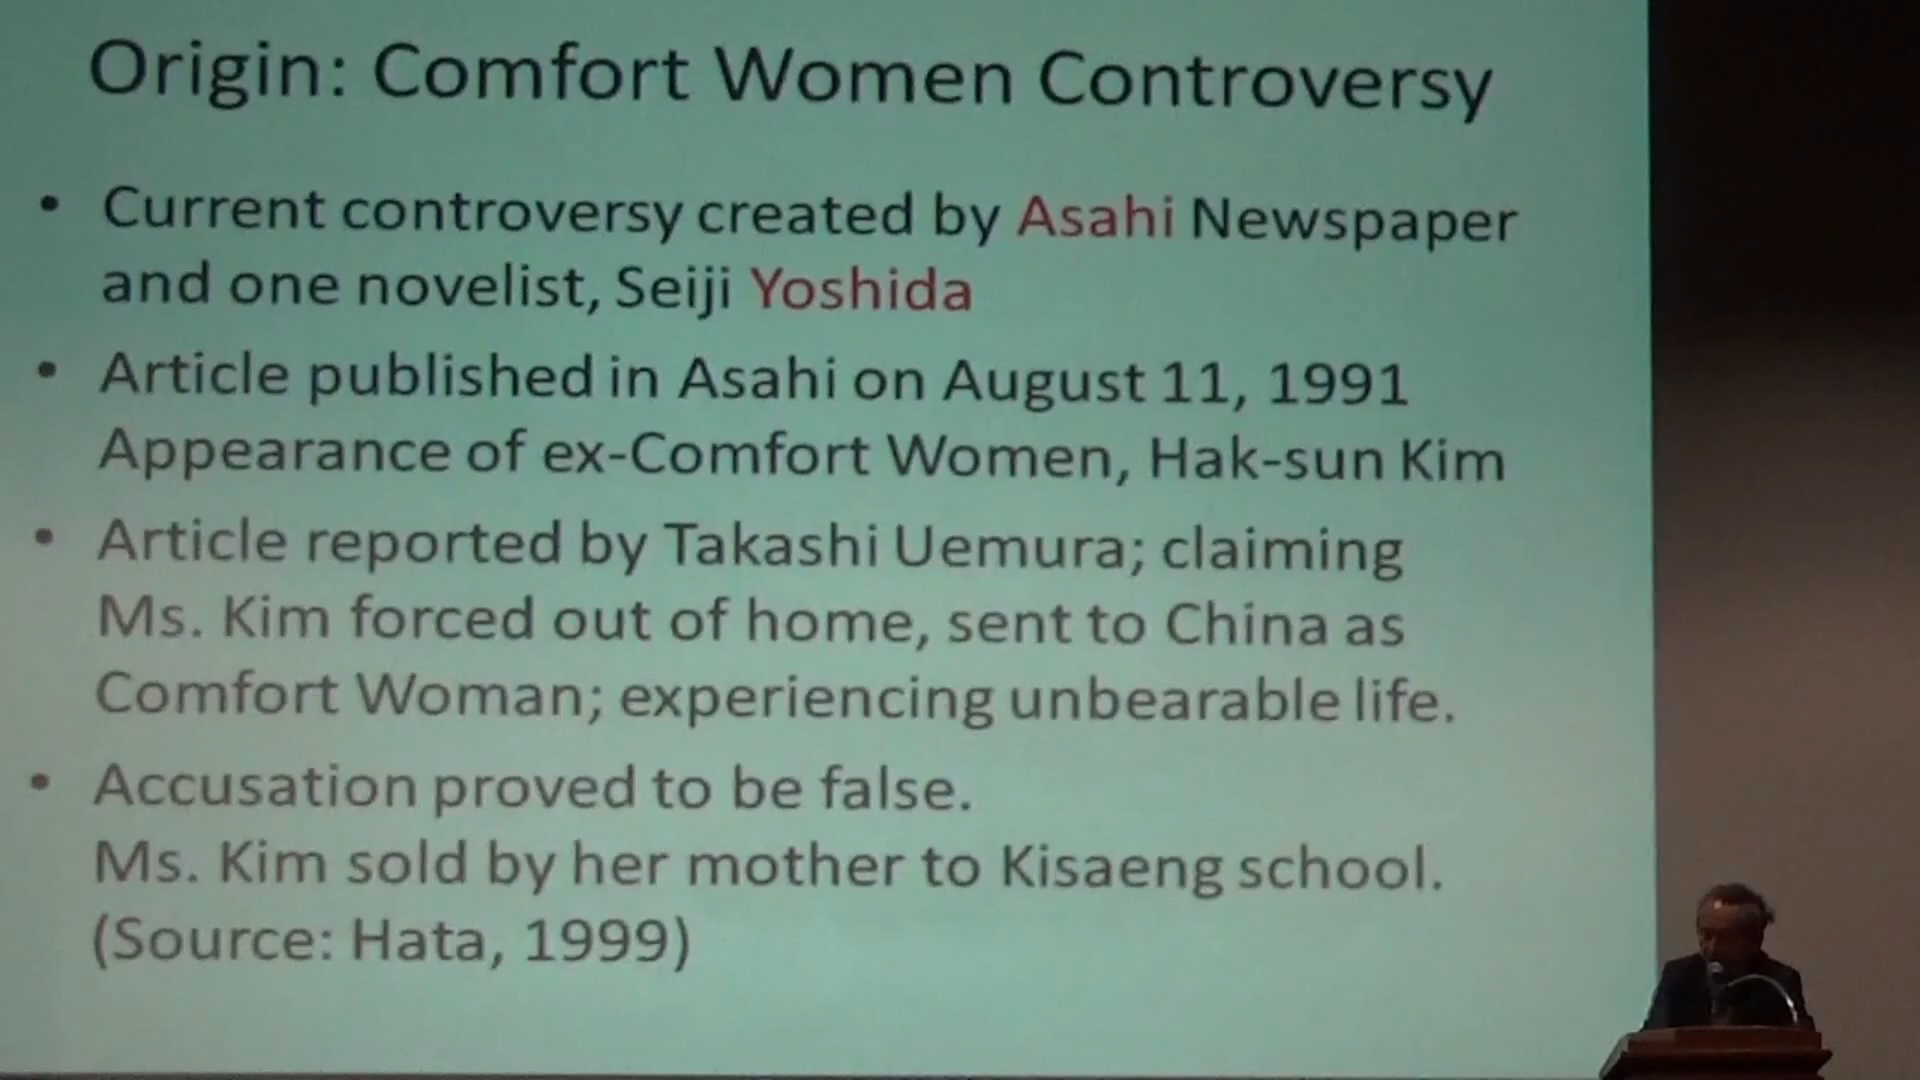 Origin: Comfort Women Controversy
• Current controversy created by Asahi Newspaper
and one novelist, Seiji Yoshida
• Article published in Asahi on August 11, 1991
Appearance of ex-Comfort Women, Hak-sun Kim
• Article reported by Takashi Uemura; claiming
Ms. Kim forced out of home, sent to China as
Comfort Woman; experiencing unbearable life.
• Accusation proved to be false.
Ms. Kim sold by her mother to Kisaeng school.
(Source: Hata, 1999)